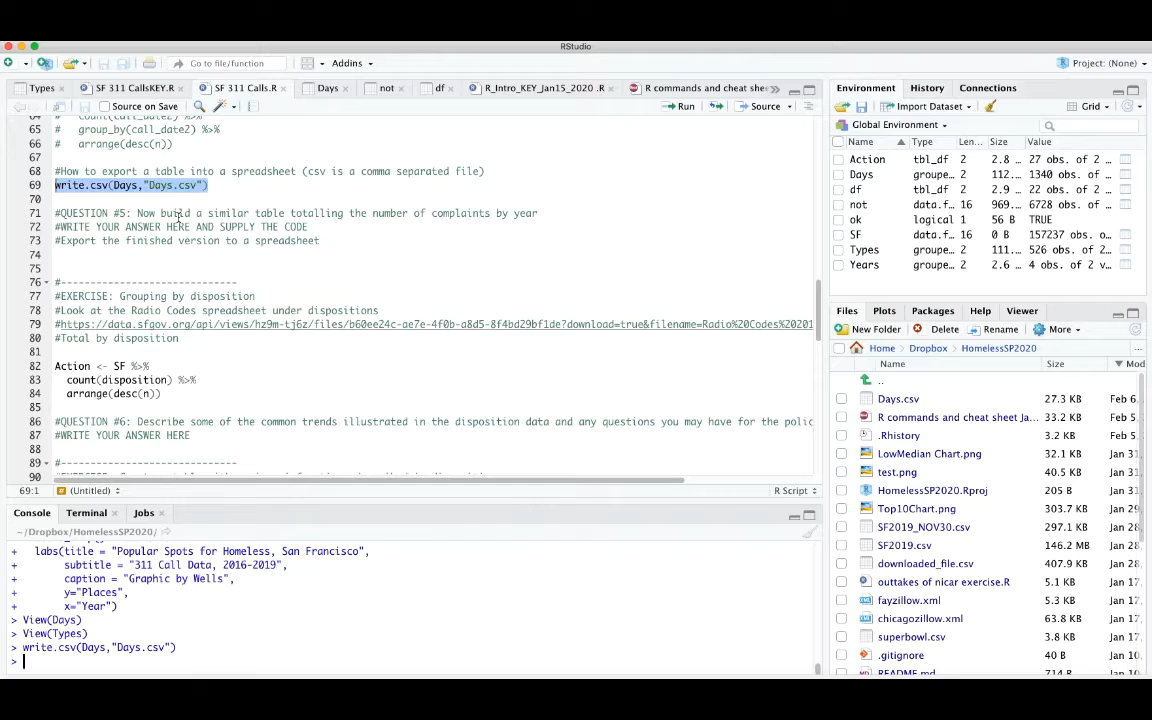 RStudio
Go to file/function
Addins
Project: (None)
Types
SF 311 CallsKEY.R
SF 311 Calls.R
Days
not
df
R_Intro_KEY_Jan15_2020 .R
R commands and cheat shee
Source on Save
Run
Source
65 # group_by(call_date2) %>%
66 # arrange(desc(n))
67
68 #How to export a table into a spreadsheet (csv is a comma separated file)
69 write.csv(Days,"Days.csv")
70
71 #QUESTION #5: Now build a similar table totalling the number of complaints by year
72 #WRITE YOUR ANSWER HERE AND SUPPLY THE CODE
73 #Export the finished version to a spreadsheet
74
75
76 #-----------------------------
77 #EXERCISE: Grouping by disposition
78 #Look at the Radio Codes spreadsheet under dispositions
79 #https://data.sfgov.org/api/views/hz9m-tj6z/files/b60ee24c-ae7e-4f0b-a8d5-8f4bd29bf1de?download=true&filename=Radio%20Codes%20201
80 #Total by disposition
81
82 Action <- SF %>%
83 count(disposition) %>%
84 arrange(desc(n))
85
86 #QUESTION #6: Describe some of the common trends illustrated in the disposition data and any questions you may have for the polic
87 #WRITE YOUR ANSWER HERE
88
89 #-----------------------------
90
69:1
(Untitled)
R Script
Console
Terminal
Jobs
~/Dropbox/HomelessSP2020/
+ labs(title = "Popular Spots for Homeless, San Francisco",
+ subtitle = "311 Call Data, 2016-2019",
+ caption = "Graphic by Wells",
+ y="Places",
+ x="Year")
> View(Days)
> View(Types)
> write.csv(Days,"Days.csv")
>
Environment
History
Connections
Import Dataset
Grid
Global Environment
Name Type Len... Size Value
Action tbl_df 2 2.8 ... 27 obs. of 2 ...
Days groupe... 2 112... 1340 obs. of ...
df tbl_df 2 2.9 ... 22 obs. of 2 ...
not data.f... 16 969... 6728 obs. o...
ok logical 1 56 B TRUE
SF data.f... 16 0 B 157237 obs. o...
Types groupe... 2 111... 526 obs. of 2 ...
Years groupe... 2 2.6 ... 4 obs. of 2 v...
Files
Plots
Packages
Help
Viewer
New Folder
Delete
Rename
More
Home
Dropbox
HomelessSP2020
...
Name Size Mod
..
Days.csv 27.3 KB Feb 6,
R commands and cheat sheet Ja... 33.2 KB Feb 5,
.Rhistory 3.2 KB Feb 5,
LowMedian Chart.png 32.1 KB Jan 31
test.png 40.5 KB Jan 31
HomelessSP2020.Rproj 205 B Jan 31
Top10Chart.png 303.7 KB Jan 29
SF2019_NOV30.csv 297.1 KB Jan 28
SF2019.csv 146.2 MB Jan 28
downloaded_file.csv 407.9 KB Jan 28
outtakes of nicar exercise.R 5.1 KB Jan 17
fayzillow.xml 5.3 KB Jan 17
chicagozillow.xml 63.8 KB Jan 17
superbowl.csv 3.8 KB Jan 17
.gitignore 40 B Jan 10
README.md 714 B Jan 10